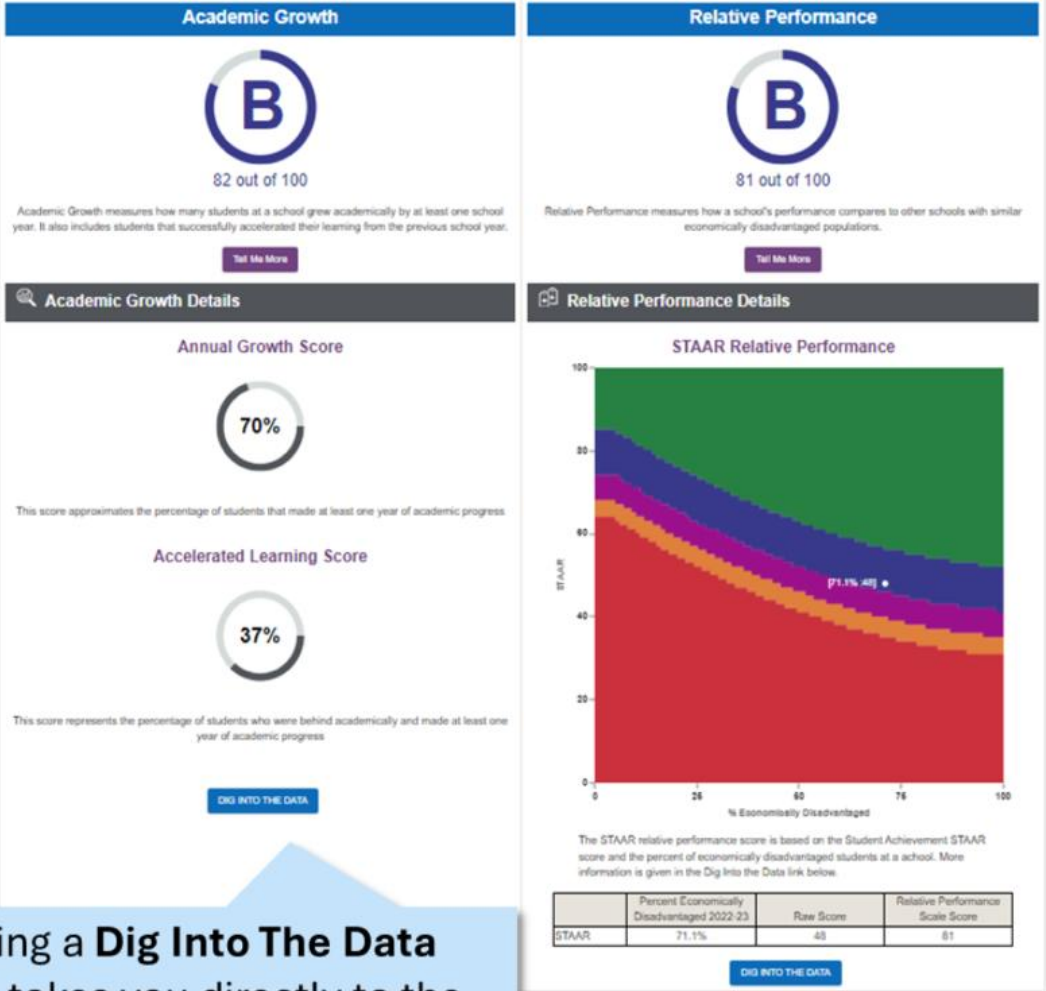 Academic Growth
B
82 out of 100
Academic Growth measures how many students at a school grew academically by at least one school
year. It also includes students that successfully accelerated their learning from the previous school year.
Tell Me More
Academic Growth Details
Annual Growth Score
70%
This score approximates the percentage of students that made at least one year of academic progress
Accelerated Learning Score
37%
This score represents the percentage of students who were behind academically and made at least one
year of academic progress
DIG INTO THE DATA
ing a Dig Into The Data
takes you directly to the
Relative Performance
B
81 out of 100
Relative Performance measures how a school's performance compares to other schools with similar
economically disadvantaged populations.
Tell Me More
Relative Performance Details
STAAR Relative Performance
100
80
60
40
20
0
STAAR
[71.1% :48]
0 25 50 75 100
% Economically Disadvantaged
The STAAR relative performance score is based on the Student Achievement STAAR
score and the percent of economically disadvantaged students at a school. More
information is given in the Dig Into the Data link below.
Percent Economically Disadvantaged 2022-23 Raw Score Relative Performance Scale Score
STAAR 71.1% 48 81
DIG INTO THE DATA